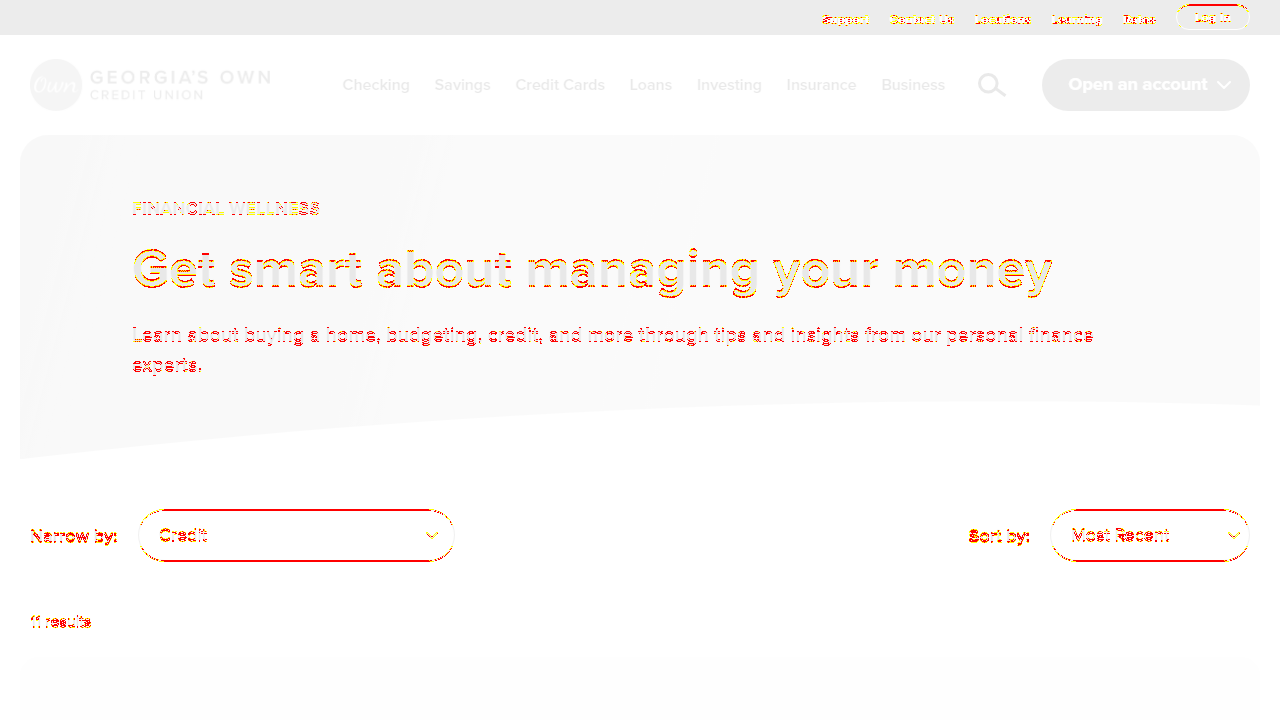 Support Contact Us Locations Learning Rates Log In
Own GEORGIA'S OWN
CREDIT UNION
Checking Savings Credit Cards Loans Investing Insurance Business Open an account
FINANCIAL WELLNESS
Get smart about managing your money
Learn about buying a home, budgeting, credit, and more through tips and insights from our personal finance
experts.
Narrow by: Credit Sort by: Most Recent
11 results